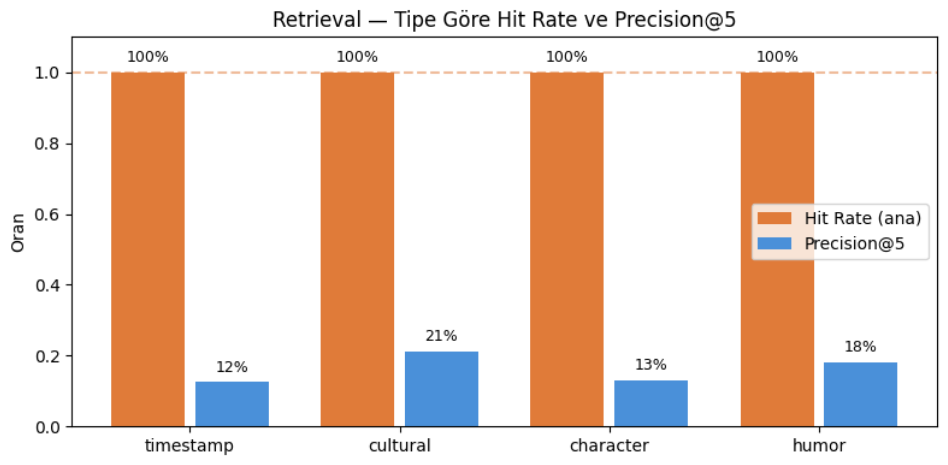 Retrieval — Tipe Göre Hit Rate ve Precision@5
Oran
1.0
0.8
0.6
0.4
0.2
0.0
100%
12%
100%
21%
100%
13%
100%
18%
Hit Rate (ana)
Precision@5
timestamp
cultural
character
humor